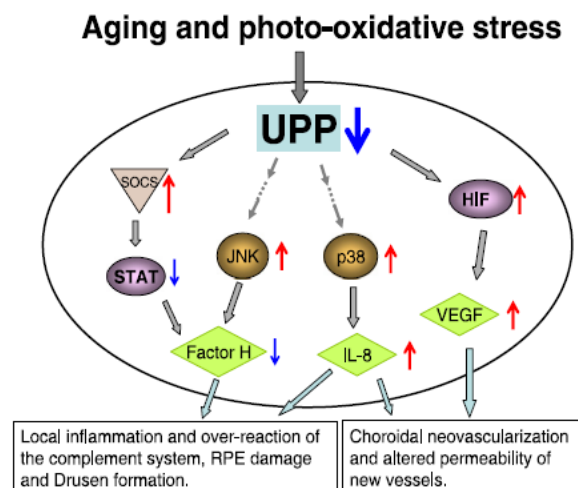 Aging and photo-oxidative stress
UPP
SOCS
HIF
STAT
JNK
p38
VEGF
Factor H
IL-8
Local inflammation and over-reaction of
the complement system, RPE damage
and Drusen formation.
Choroidal neovascularization
and altered permeability of
new vessels.